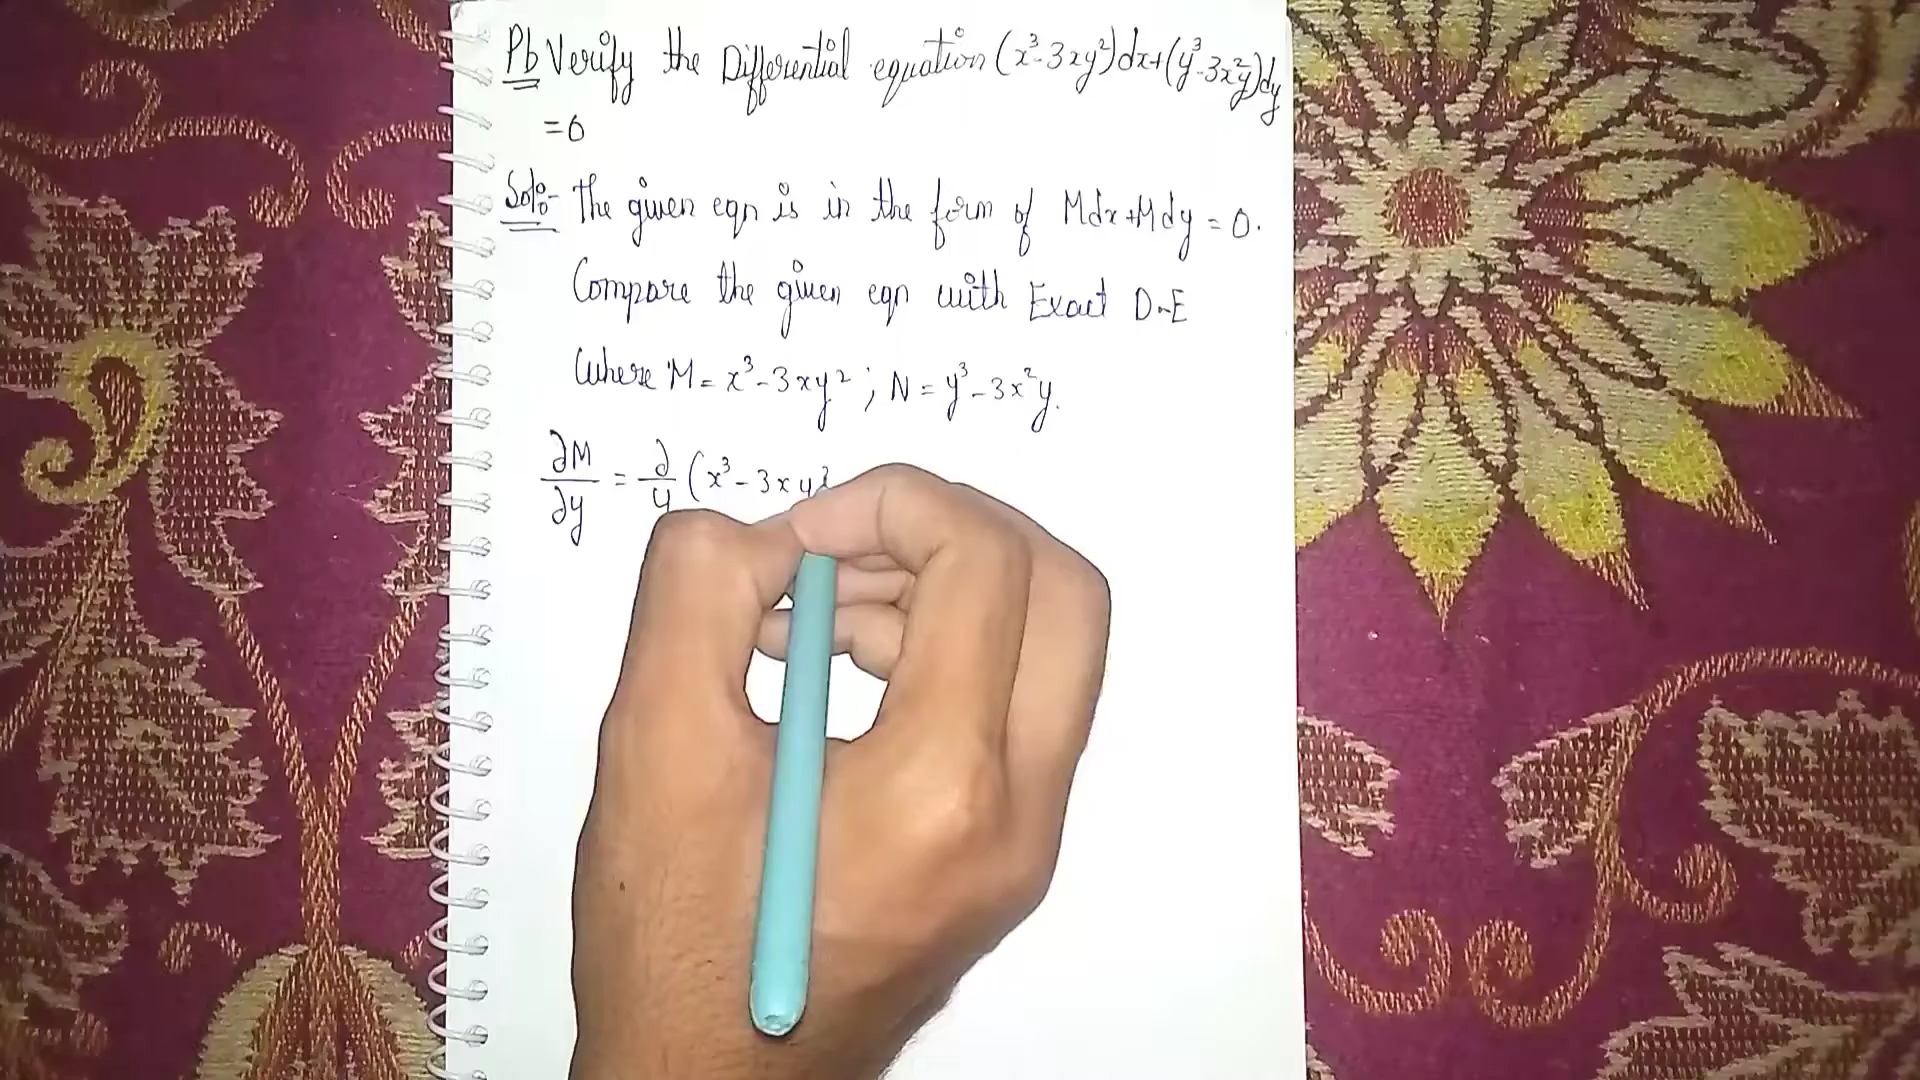 Pb Verify the Differential equation (x³-3xy²)dx+(y³-3x²y)dy
=0
Sol:- The given eqn is in the form of Mdx+Mdy = 0.
Compare the given eqn with Exact D-E
Where M = x³-3xy² ; N = y³-3x²y.
∂M/∂y = ∂/y (x³-3xy²